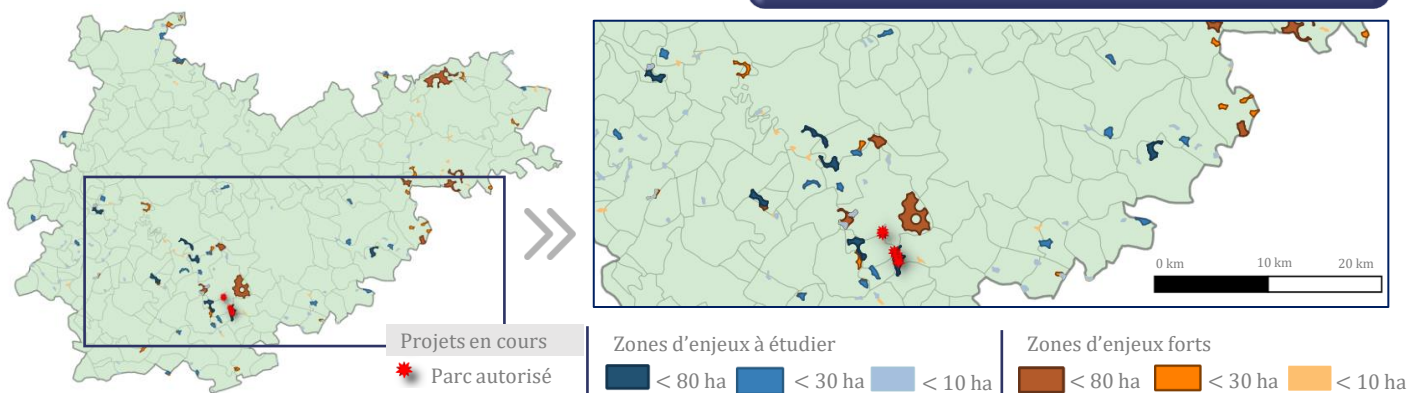 0 km 10 km 20 km
Projets en cours
Parc autorisé
Zones d'enjeux à étudier
< 80 ha < 30 ha < 10 ha
Zones d'enjeux forts
< 80 ha < 30 ha < 10 ha